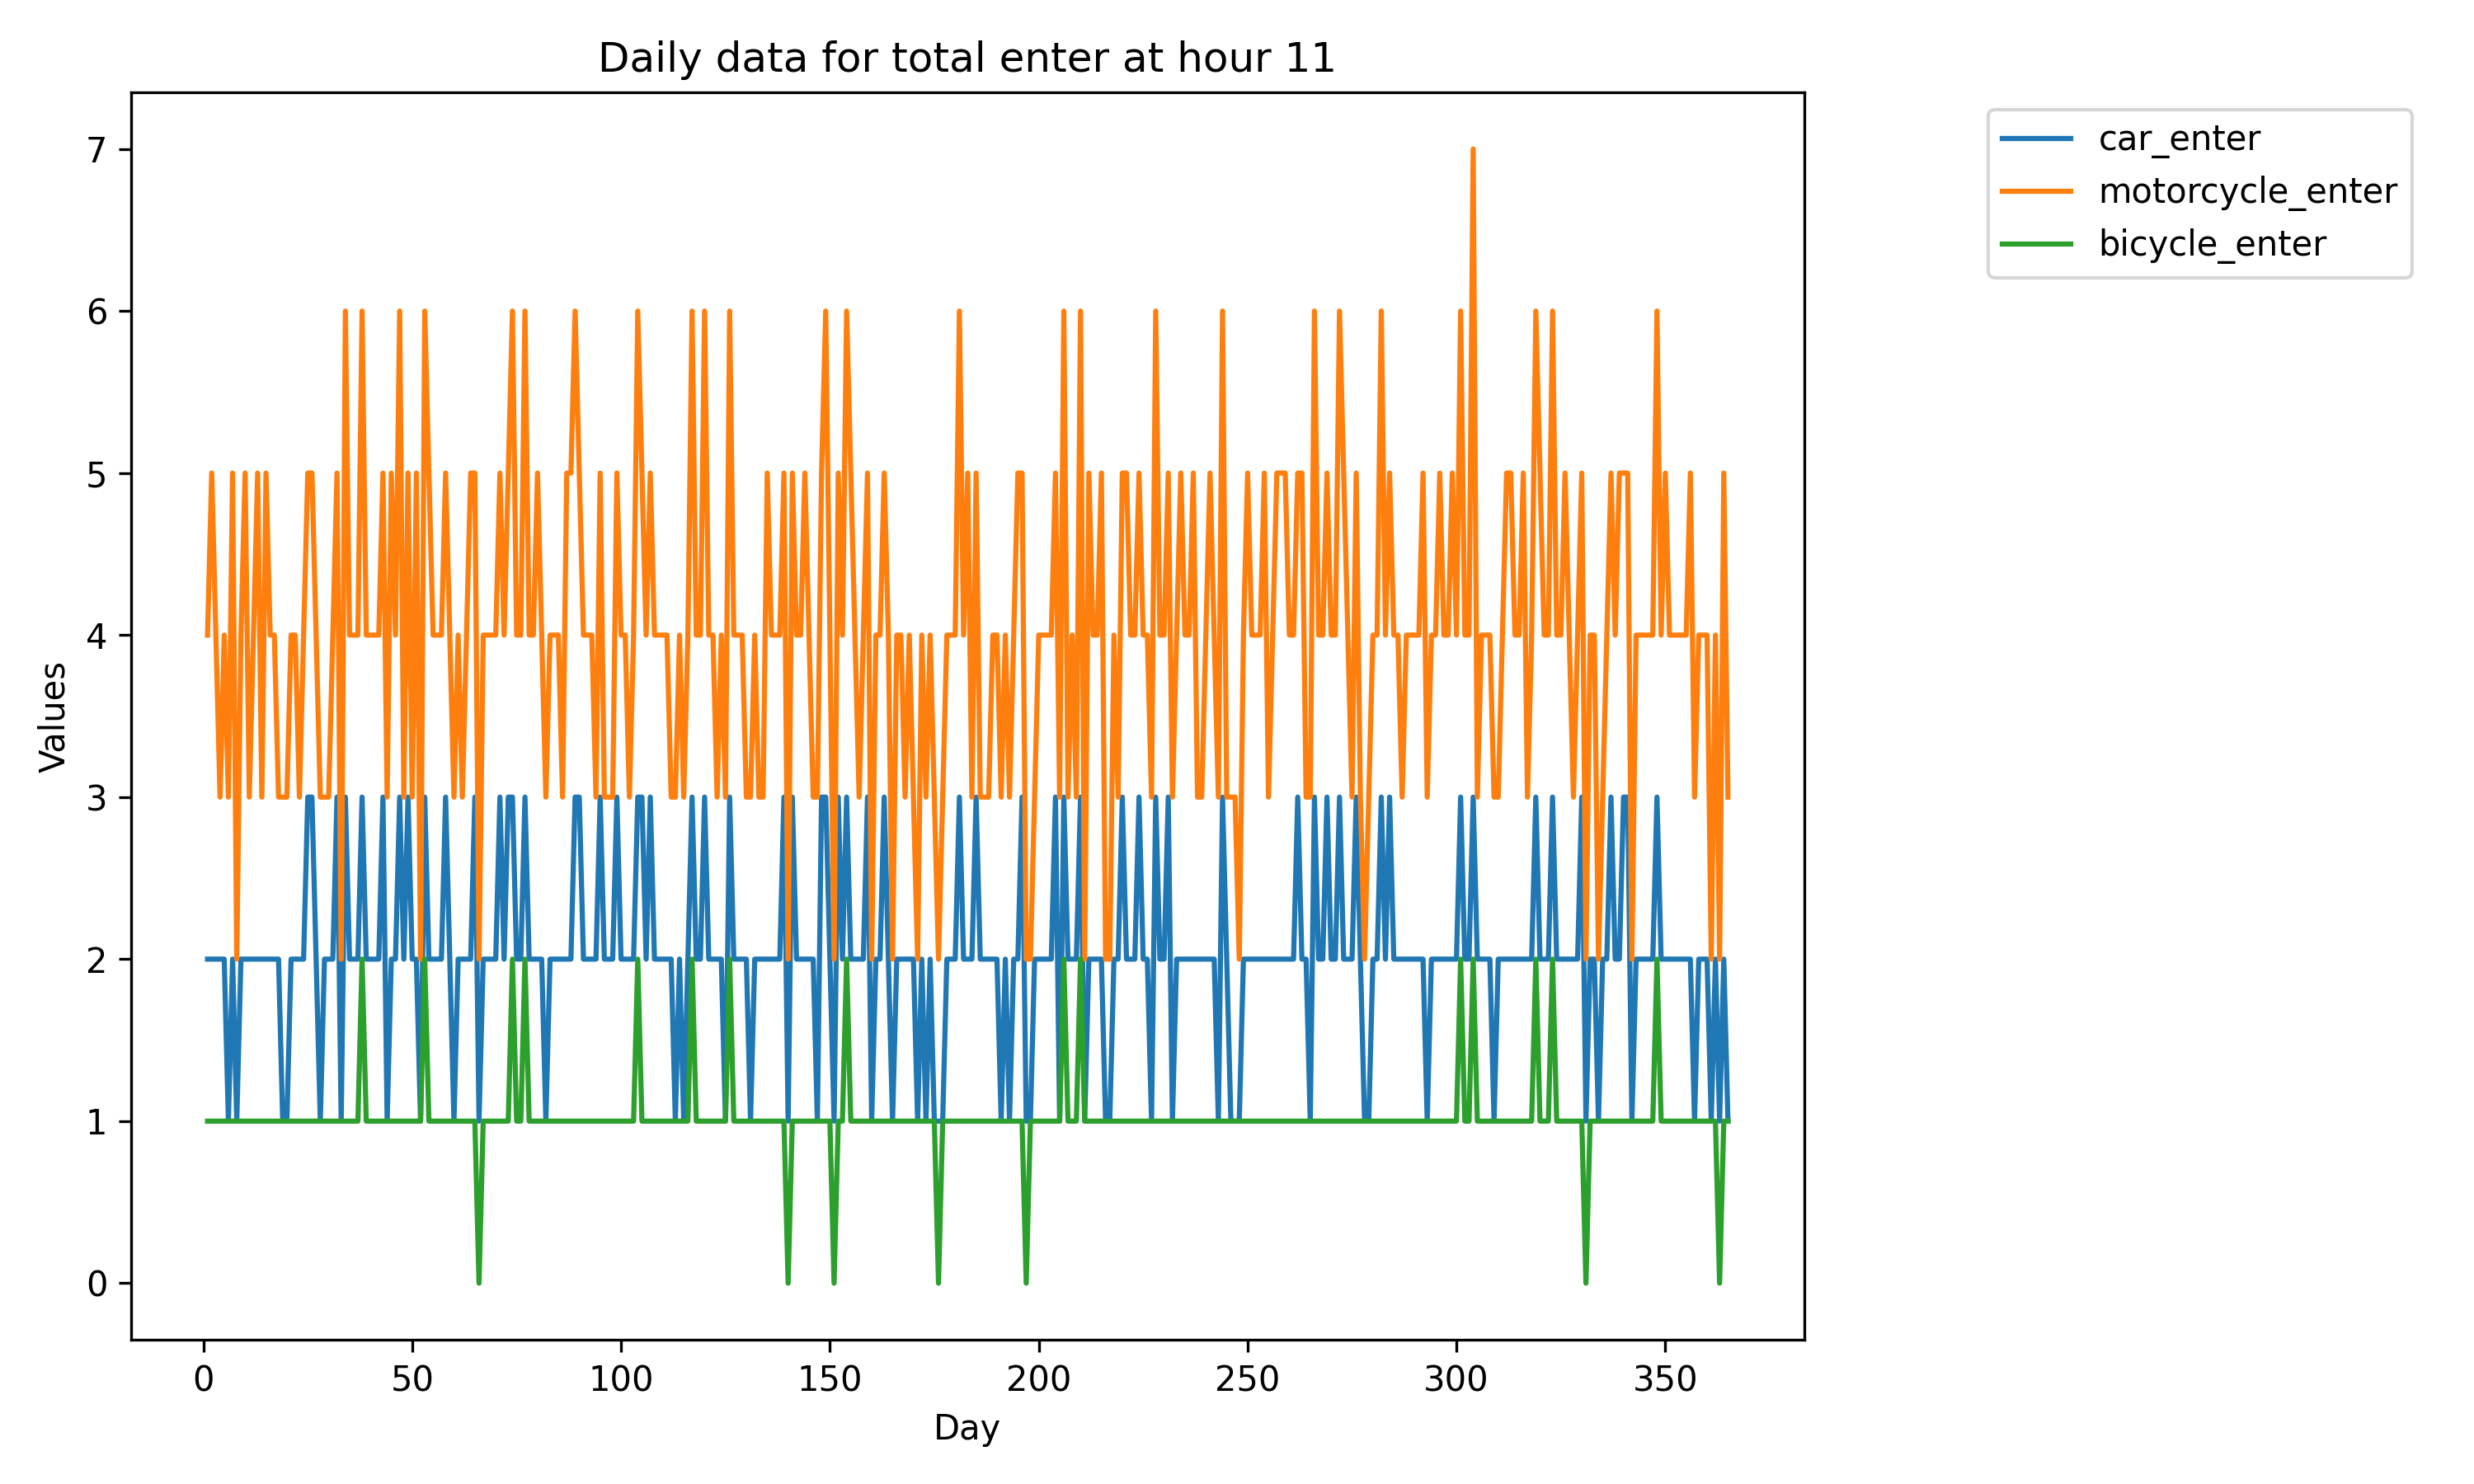 Daily data for total enter at hour 11
car_enter
motorcycle_enter
bicycle_enter
7
6
5
4
3
2
1
0
Values
0 50 100 150 200 250 300 350
Day